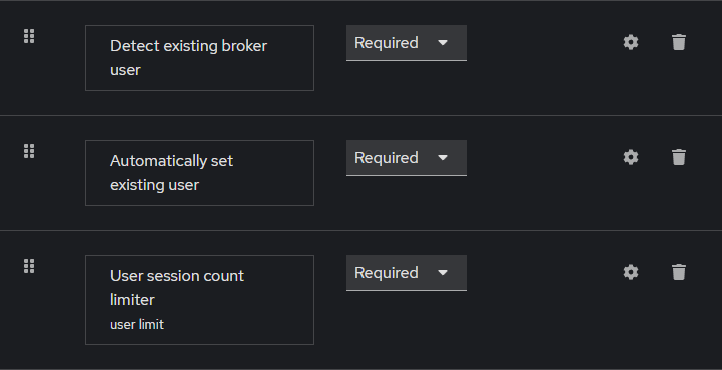 Detect existing broker
user
Required
Automatically set
existing user
Required
User session count
limiter
user limit
Required